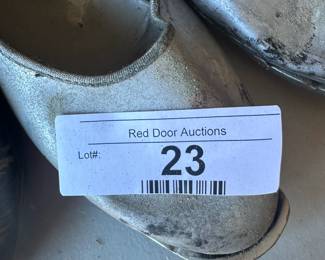 Red Door Auctions
Lot#: 23